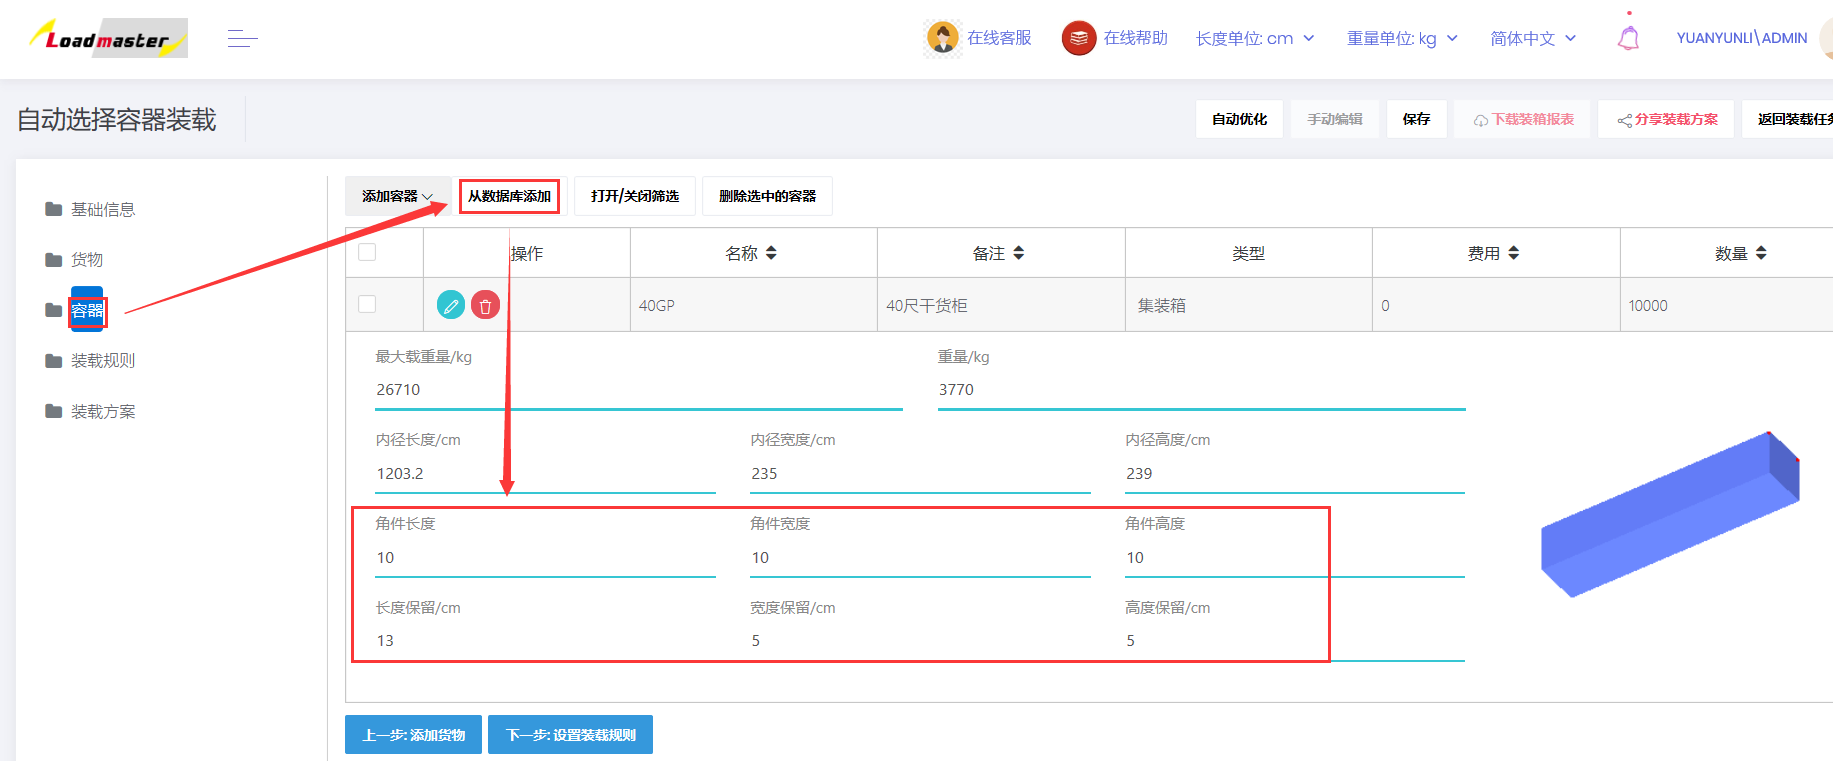 Loadmaster
在线客服
在线帮助
长度单位: cm
重量单位: kg
简体中文
YUANYUNLI\ADMIN
自动选择容器装载
自动优化
手动编辑
保存
下载装箱报表
分享装载方案
返回装载任务
基础信息
货物
容器
装载规则
装载方案
添加容器
从数据库添加
打开/关闭筛选
删除选中的容器
操作 名称 备注 类型 费用 数量
40GP 40尺干货柜 集装箱 0 10000
最大载重量/kg 重量/kg
26710 3770
内径长度/cm 内径宽度/cm 内径高度/cm
1203.2 235 239
角件长度 角件宽度 角件高度
10 10 10
长度保留/cm 宽度保留/cm 高度保留/cm
13 5 5
上一步: 添加货物
下一步: 设置装载规则